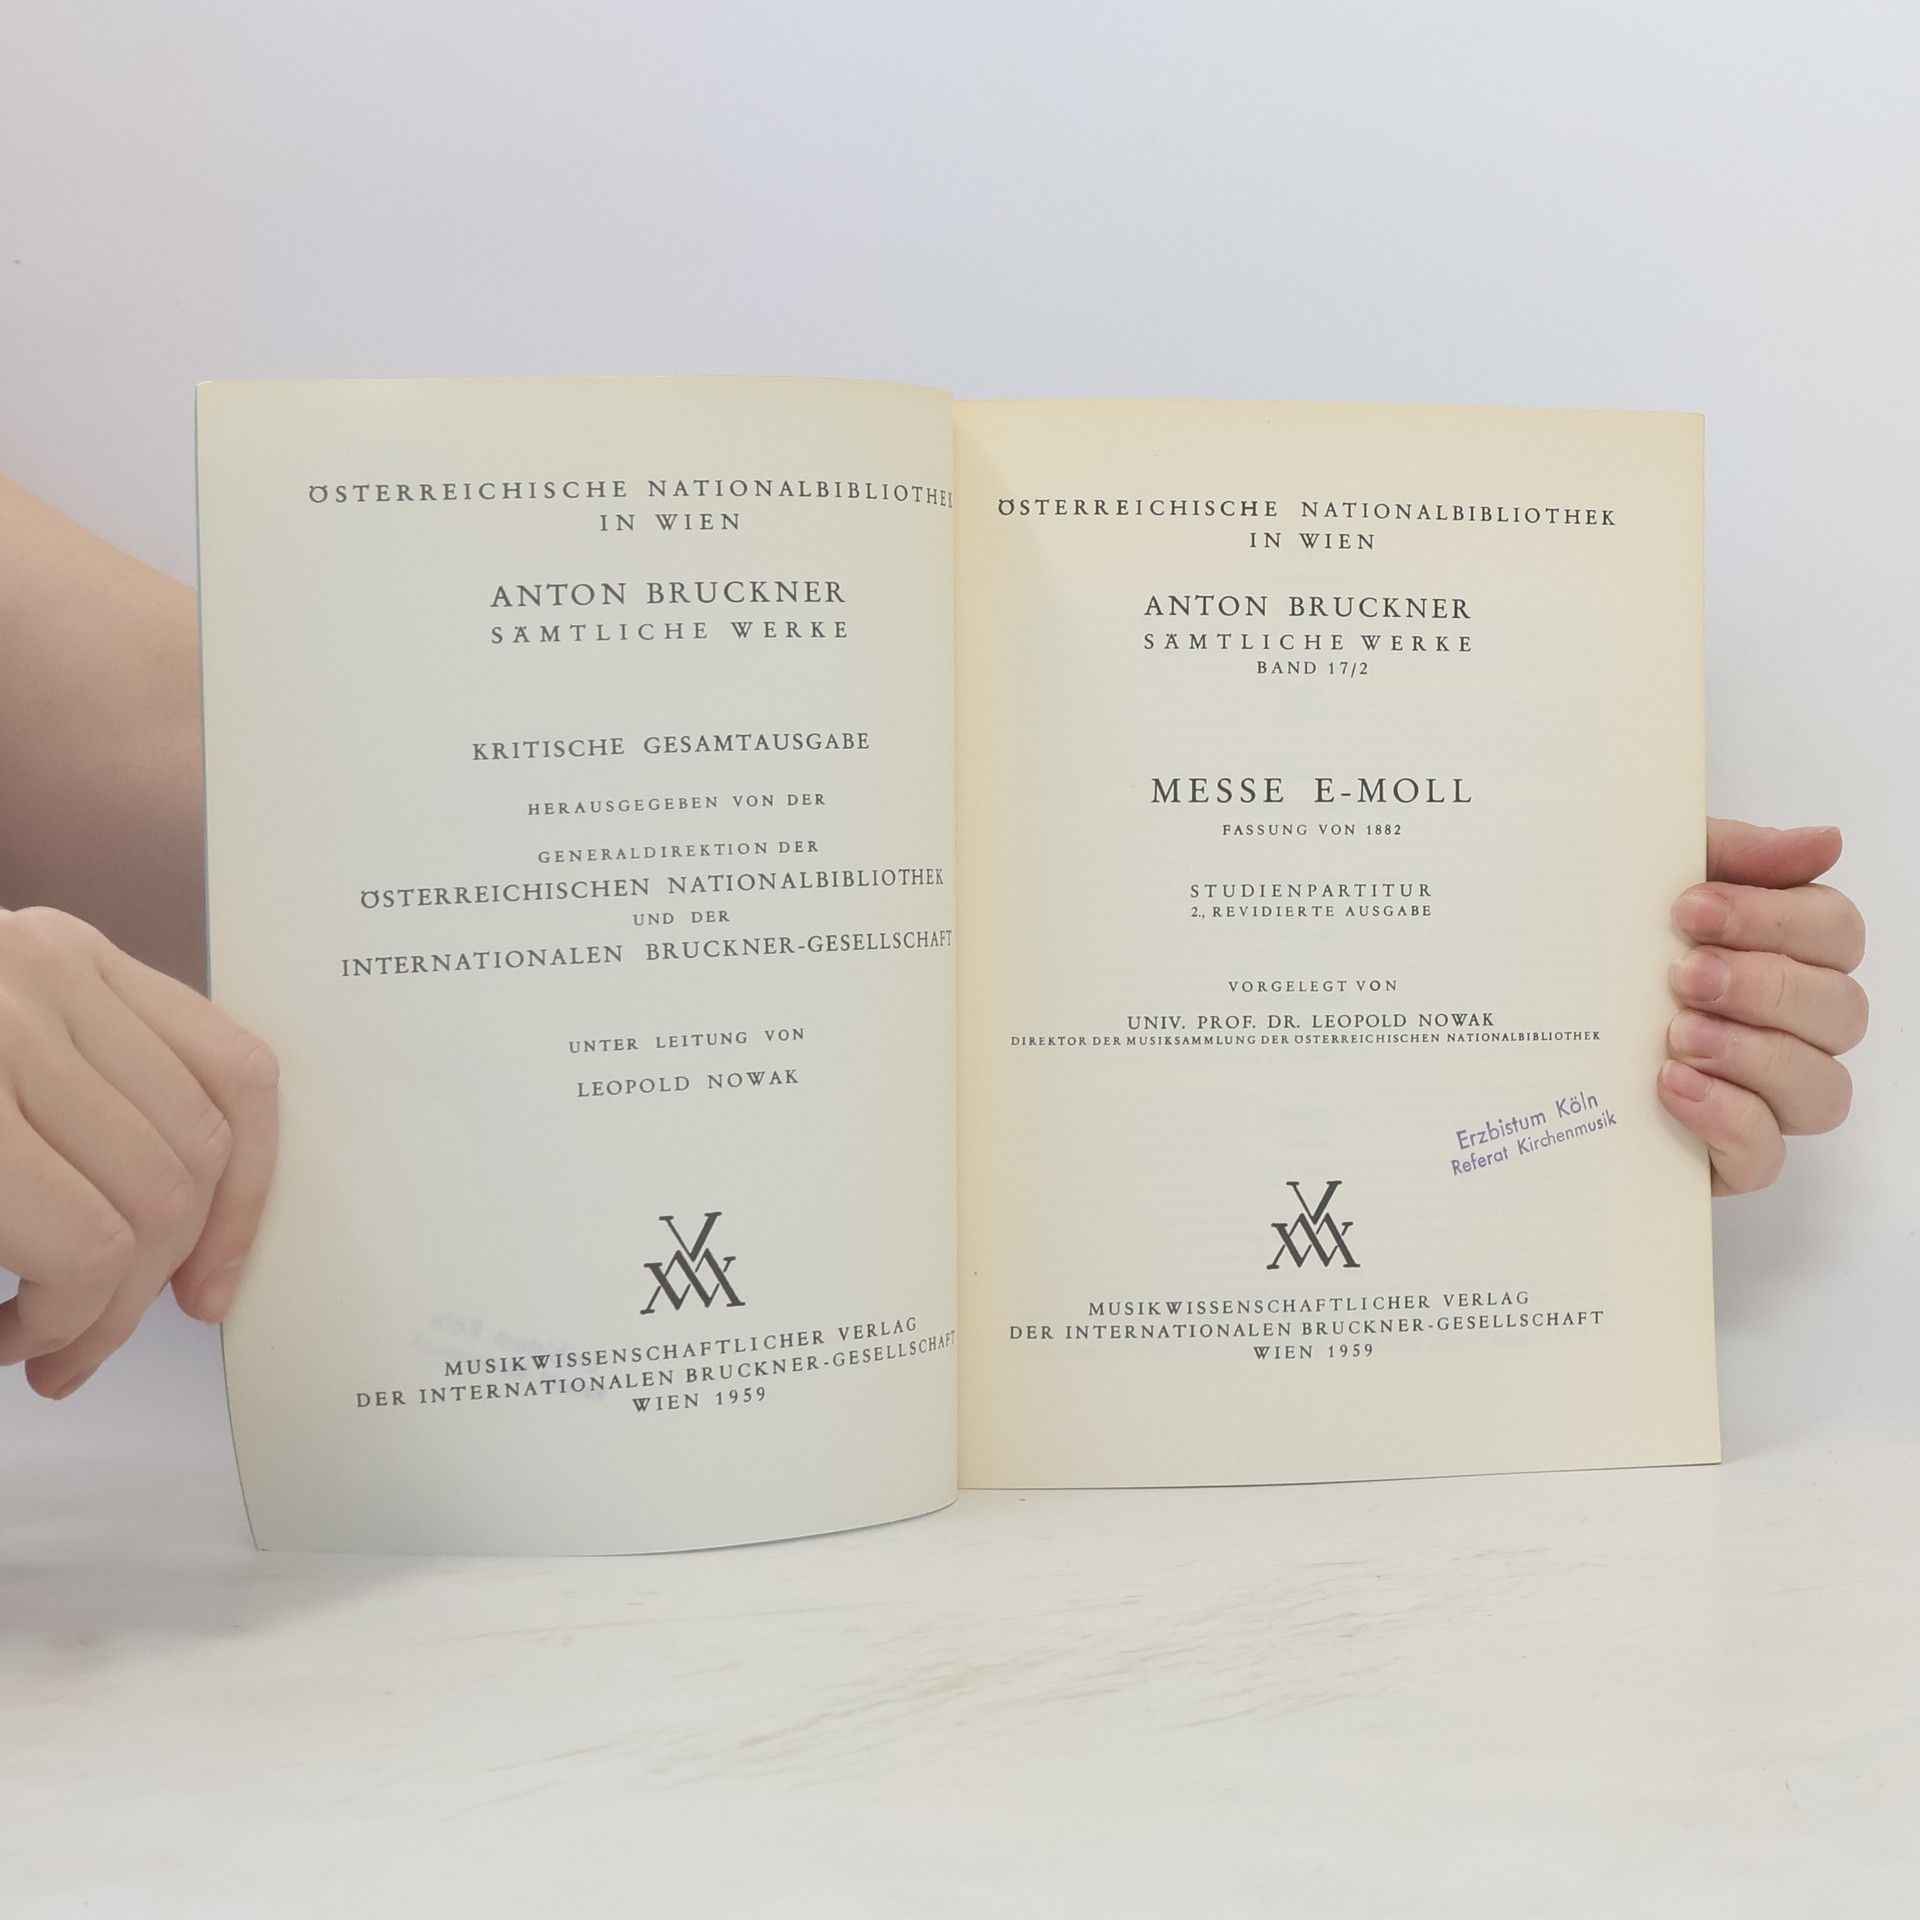 ÖSTERREICHISCHE NATIONALBIBLIOTHEK
IN WIEN
ANTON BRUCKNER
SÄMTLICHE WERKE
KRITISCHE GESAMTAUSGABE
HERAUSGEGEBEN VON DER
GENERALDIREKTION DER
ÖSTERREICHISCHEN NATIONALBIBLIOTHEK
UND DER
INTERNATIONALEN BRUCKNER-GESELLSCHAFT
UNTER LEITUNG VON
LEOPOLD NOWAK
MUSIKWISSENSCHAFTLICHER VERLAG
DER INTERNATIONALEN BRUCKNER-GESELLSCHAFT
WIEN 1959
ÖSTERREICHISCHE NATIONALBIBLIOTHEK
IN WIEN
ANTON BRUCKNER
SÄMTLICHE WERKE
BAND 17/2
MESSE E-MOLL
FASSUNG VON 1882
STUDIENPARTITUR
2., REVIDIERTE AUSGABE
VORGELEGT VON
UNIV. PROF. DR. LEOPOLD NOWAK
DIREKTOR DER MUSIKSAMMLUNG DER ÖSTERREICHISCHEN NATIONALBIBLIOTHEK
Erzbistum Köln
Referat Kirchenmusik
MUSIKWISSENSCHAFTLICHER VERLAG
DER INTERNATIONALEN BRUCKNER-GESELLSCHAFT
WIEN 1959